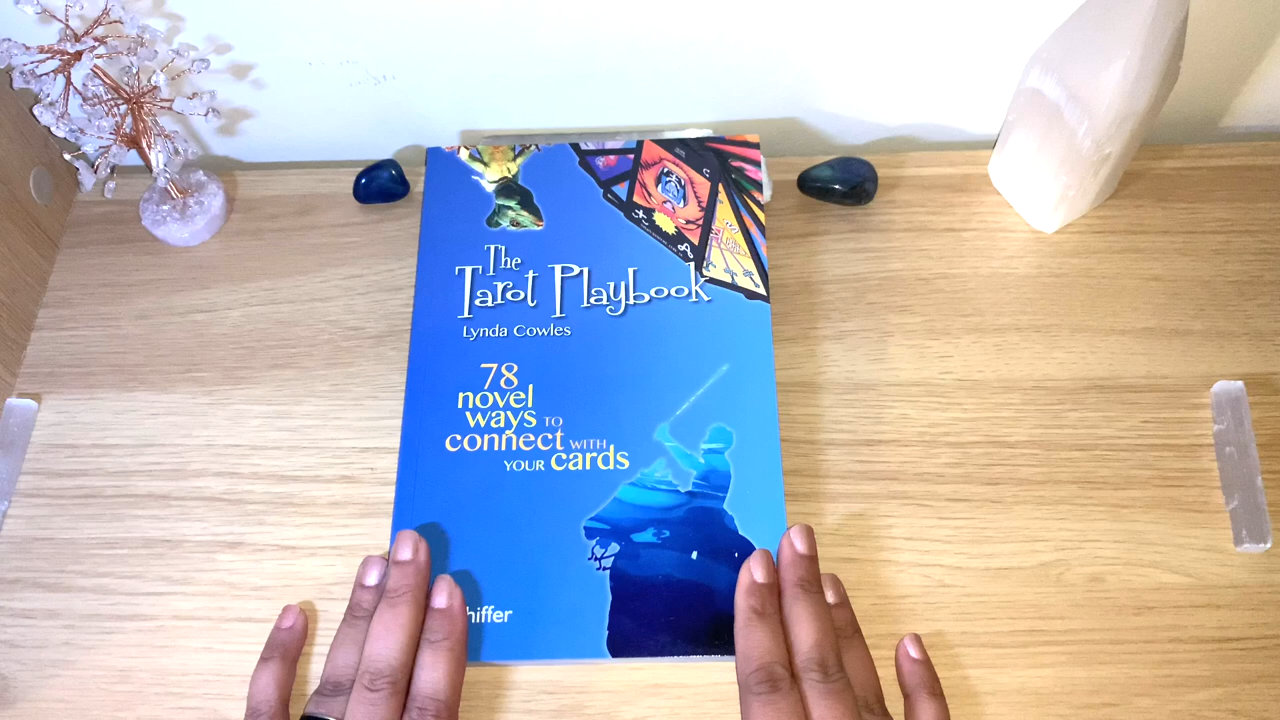 The
Tarot Playbook
Lynda Cowles
78
novel
ways TO
connect WITH
YOUR cards
hiffer